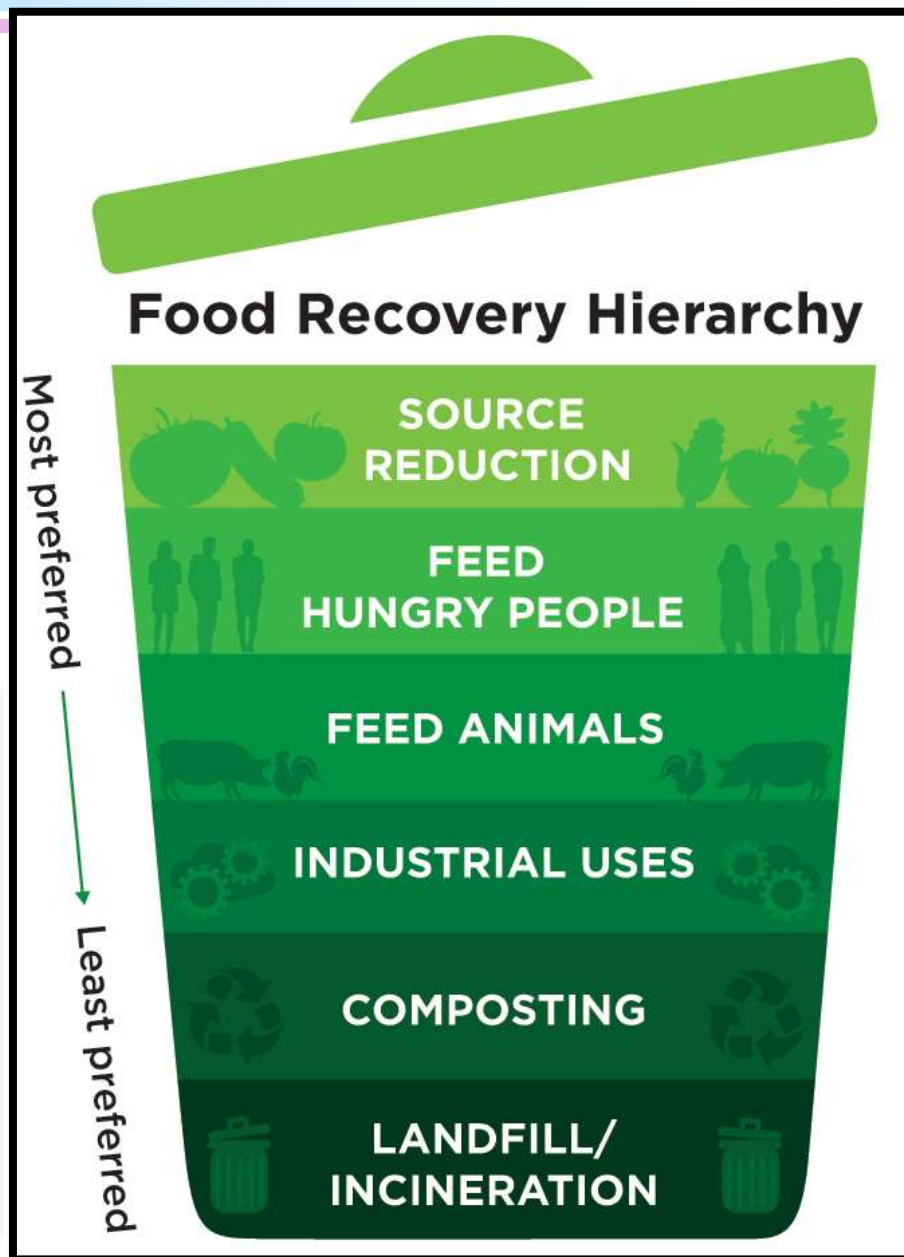 Food Recovery Hierarchy
Most preferred
Least preferred
SOURCE
REDUCTION
FEED
HUNGRY PEOPLE
FEED ANIMALS
INDUSTRIAL USES
COMPOSTING
LANDFILL/
INCINERATION